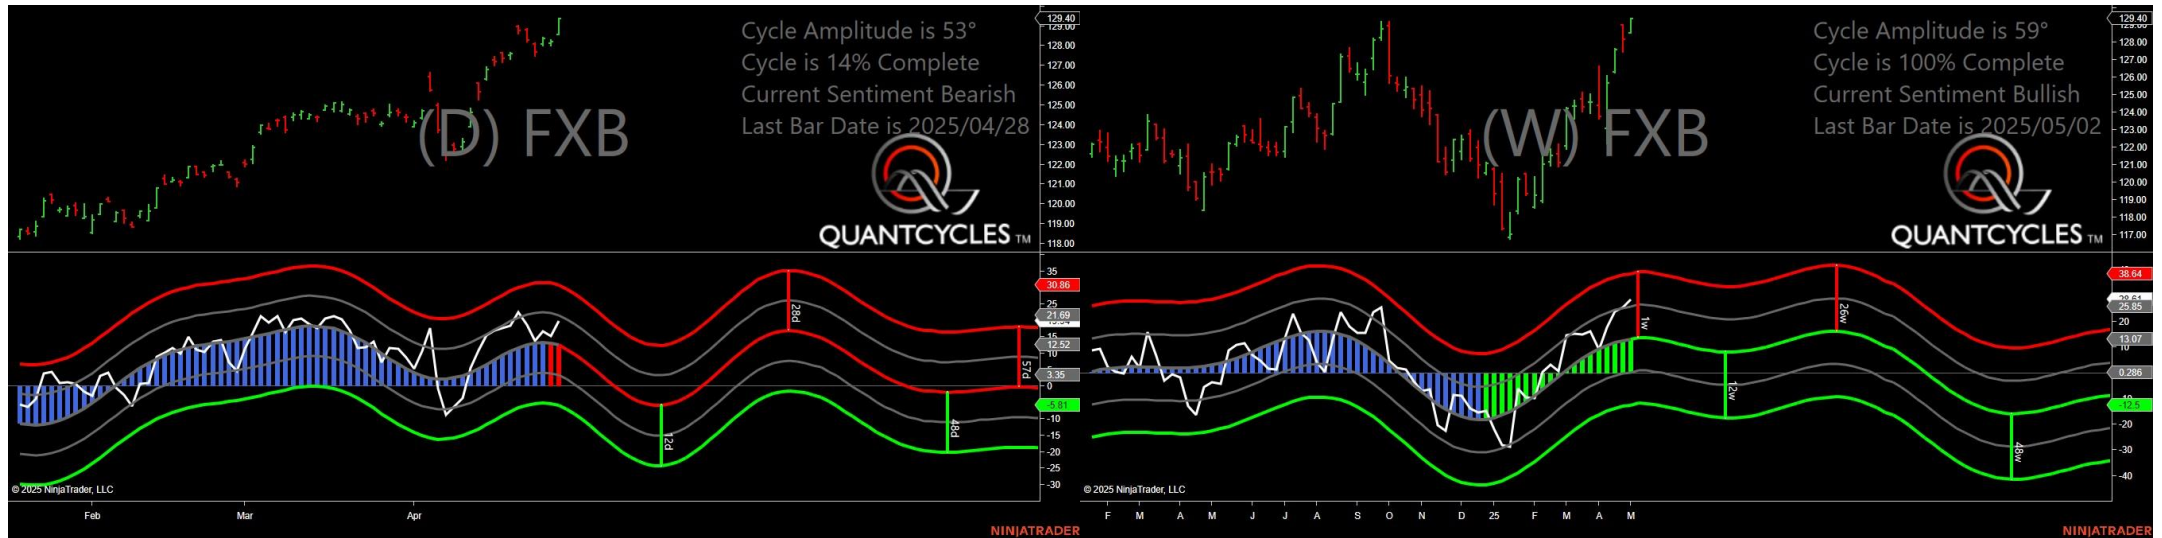 Cycle Amplitude is 53°
Cycle is 14% Complete
Current Sentiment Bearish
Last Bar Date is 2025/04/28
(D) FXB
QUANTCYCLES TM
129.40
129.00
128.00
127.00
126.00
125.00
124.00
123.00
122.00
121.00
120.00
119.00
118.00
35
30.86
25
21.69
12.52
10
3.35
0
-5.81
-10
-15
-20
-25
-30
28d
12d
48d
57d
© 2025 NinjaTrader, LLC
Feb Mar Apr
NINJATRADER
Cycle Amplitude is 59°
Cycle is 100% Complete
Current Sentiment Bullish
Last Bar Date is 2025/05/02
(W) FXB
QUANTCYCLES TM
129.40
128.00
127.00
126.00
125.00
124.00
123.00
122.00
121.00
120.00
119.00
118.00
117.00
38.64
28.61
25.85
20
13.07
0.286
-12.5
-20
-30
-40
1w
26w
12w
48w
© 2025 NinjaTrader, LLC
F M A M J J A S O N D 25 F M A M
NINJATRADER